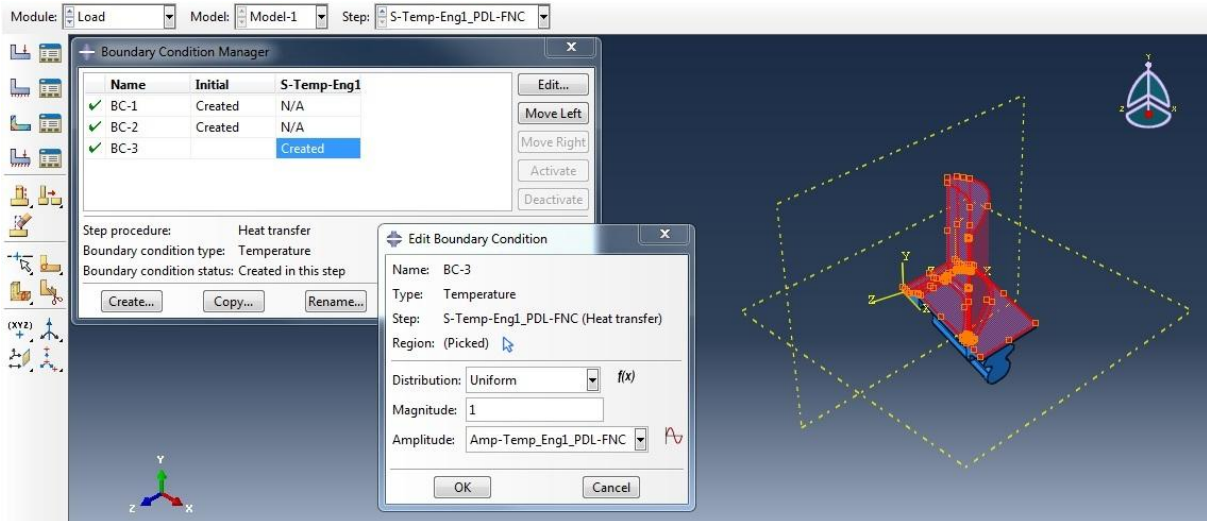 Module: Load Model: Model-1 Step: S-Temp-Eng1_PDL-FNC
Boundary Condition Manager X
Name Initial S-Temp-Eng1
BC-1 Created N/A
BC-2 Created N/A
BC-3 Created
Edit...
Move Left
Move Right
Activate
Deactivate
Step procedure: Heat transfer
Boundary condition type: Temperature
Boundary condition status: Created in this step
Create... Copy... Rename...
Edit Boundary Condition X
Name: BC-3
Type: Temperature
Step: S-Temp-Eng1_PDL-FNC (Heat transfer)
Region: (Picked)
Distribution: Uniform f(x)
Magnitude: 1
Amplitude: Amp-Temp_Eng1_PDL-FNC
OK Cancel
(XYZ)
Y
Z
X
Y
Z
X
Y
Z
X